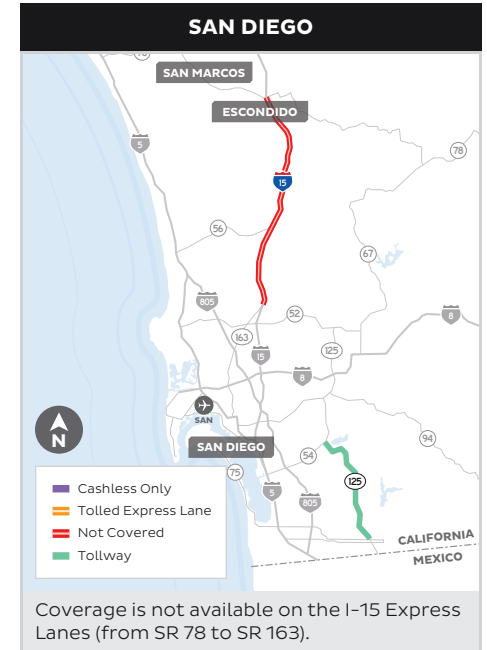 SAN DIEGO
SAN MARCOS
78
ESCONDIDO
5
78
15
56
67
805
52
8
163
15
125
8
SAN
N
94
SAN DIEGO
54
75
125
5
805
Cashless Only
Tolled Express Lane
Not Covered
Tollway
CALIFORNIA
MEXICO
Coverage is not available on the I-15 Express
Lanes (from SR 78 to SR 163).